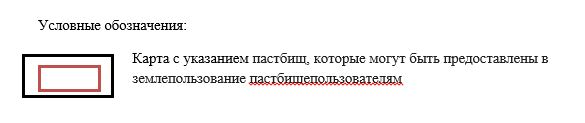 Условные обозначения:
Карта с указанием пастбищ, которые могут быть предоставлены в
землепользование пастбищепользователям